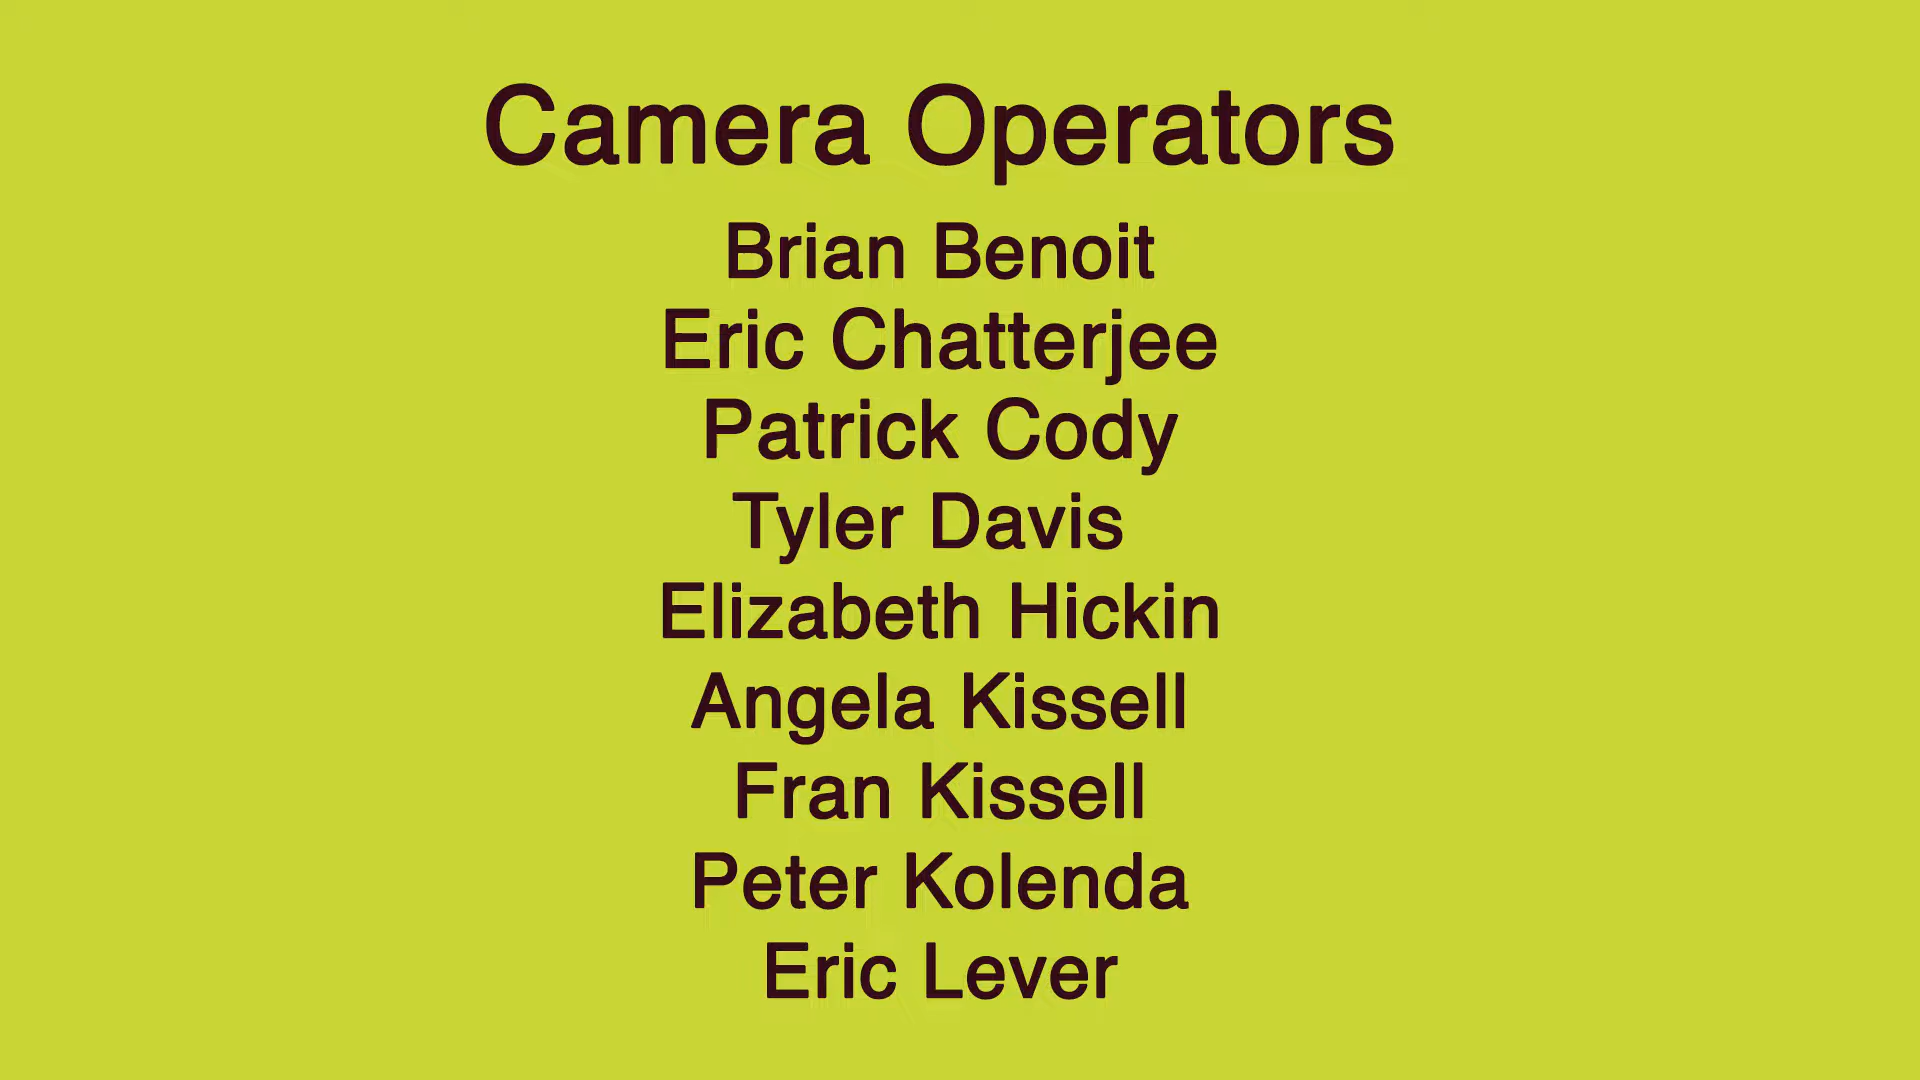 Camera Operators
Brian Benoit
Eric Chatterjee
Patrick Cody
Tyler Davis
Elizabeth Hickin
Angela Kissell
Fran Kissell
Peter Kolenda
Eric Lever